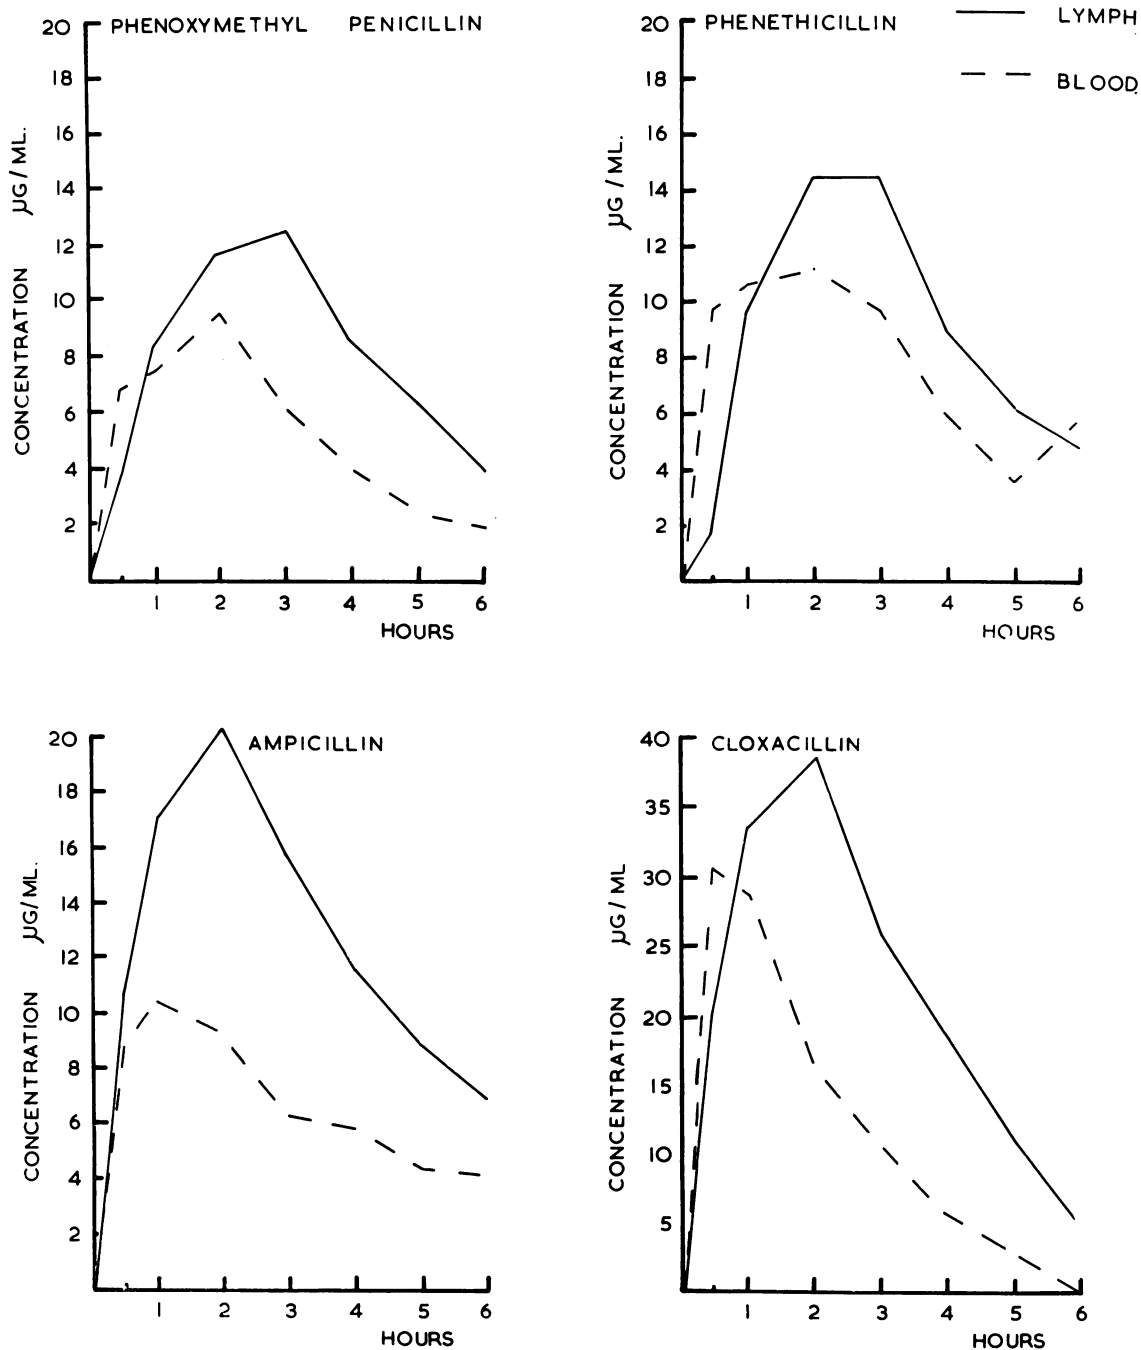 PHENOXYMETHYL PENICILLIN
20
18
16
14
12
10
8
6
4
2
CONCENTRATION µG/ML.
1 2 3 4 5 6
HOURS
PHENETHICILLIN
LYMPH
BLOOD
20
18
16
14
12
10
8
6
4
2
CONCENTRATION µG/ML.
1 2 3 4 5 6
HOURS
AMPICILLIN
20
18
16
14
12
10
8
6
4
2
CONCENTRATION µG/ML.
1 2 3 4 5 6
HOURS
CLOXACILLIN
40
35
30
25
20
15
10
5
CONCENTRATION µG/ML
1 2 3 4 5 6
HOURS